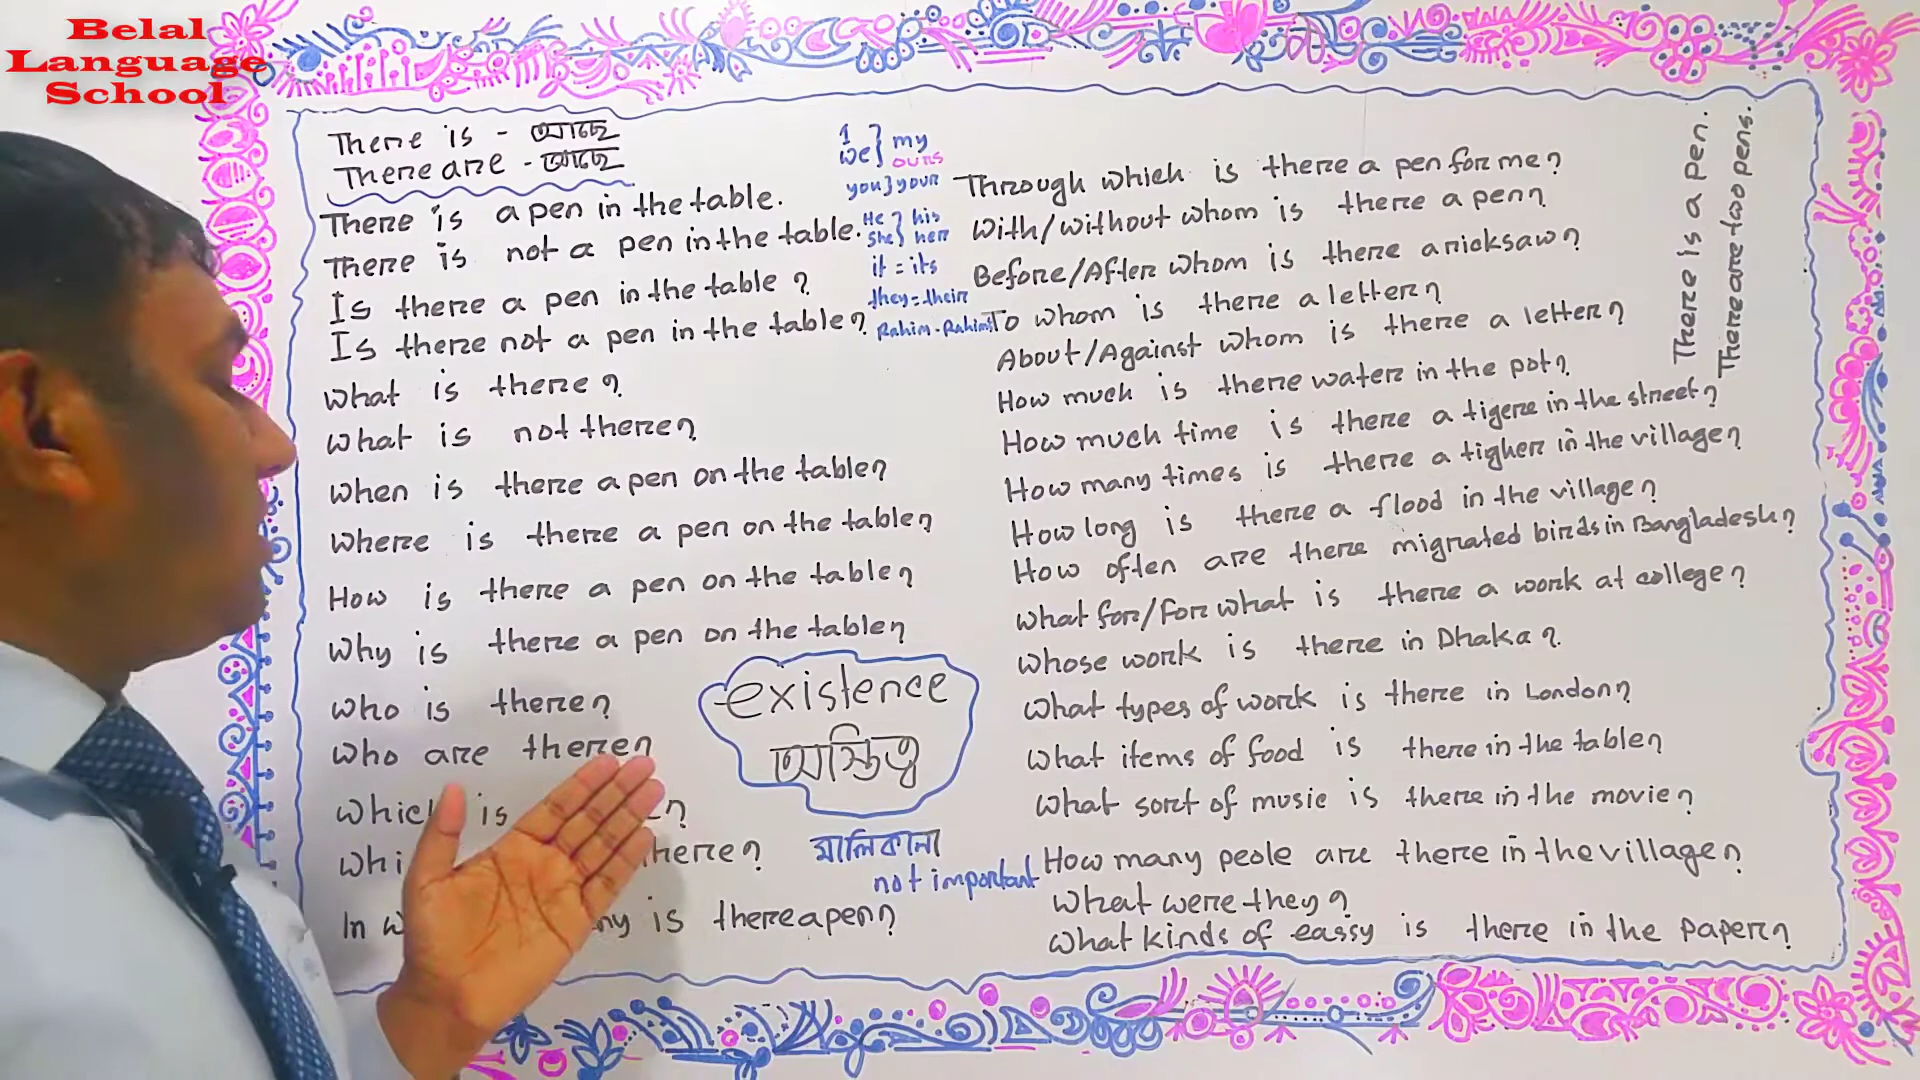 Belal
Language
School
There is - আছে
There are - আছে
There is a pen in the table.
There is not a pen in the table.
Is there a pen in the table?
Is there not a pen in the table?
What is there?
What is not there?
When is there a pen on the table?
Where is there a pen on the table?
How is there a pen on the table?
Why is there a pen on the table?
Who is there?
Who are there?
is
there?
In is there a pen?
I
we } my
ours
you } your
He } his
She } her
it = its
they = their
Rahim - Rahim's
existence
অস্তিত্ব
মালিকানা
not important
Through which is there a pen for me?
With/without whom is there a pen?
Before/After whom is there a ricksaw?
To whom is there a letter?
About/Against whom is there a letter?
How much is there water in the pot?
How much time is there a tigere in the street?
How many times is there a tigher in the village?
How long is there a flood in the village?
How often are there migrated birds in Bangladesh?
What for/For what is there a work at college?
Whose work is there in Dhaka?
What types of work is there in London?
What items of food is there in the table?
What sort of music is there in the movie?
How many peole are there in the village?
What were they?
What kinds of eassy is there in the paper?
There is a pen.
There are two pens.